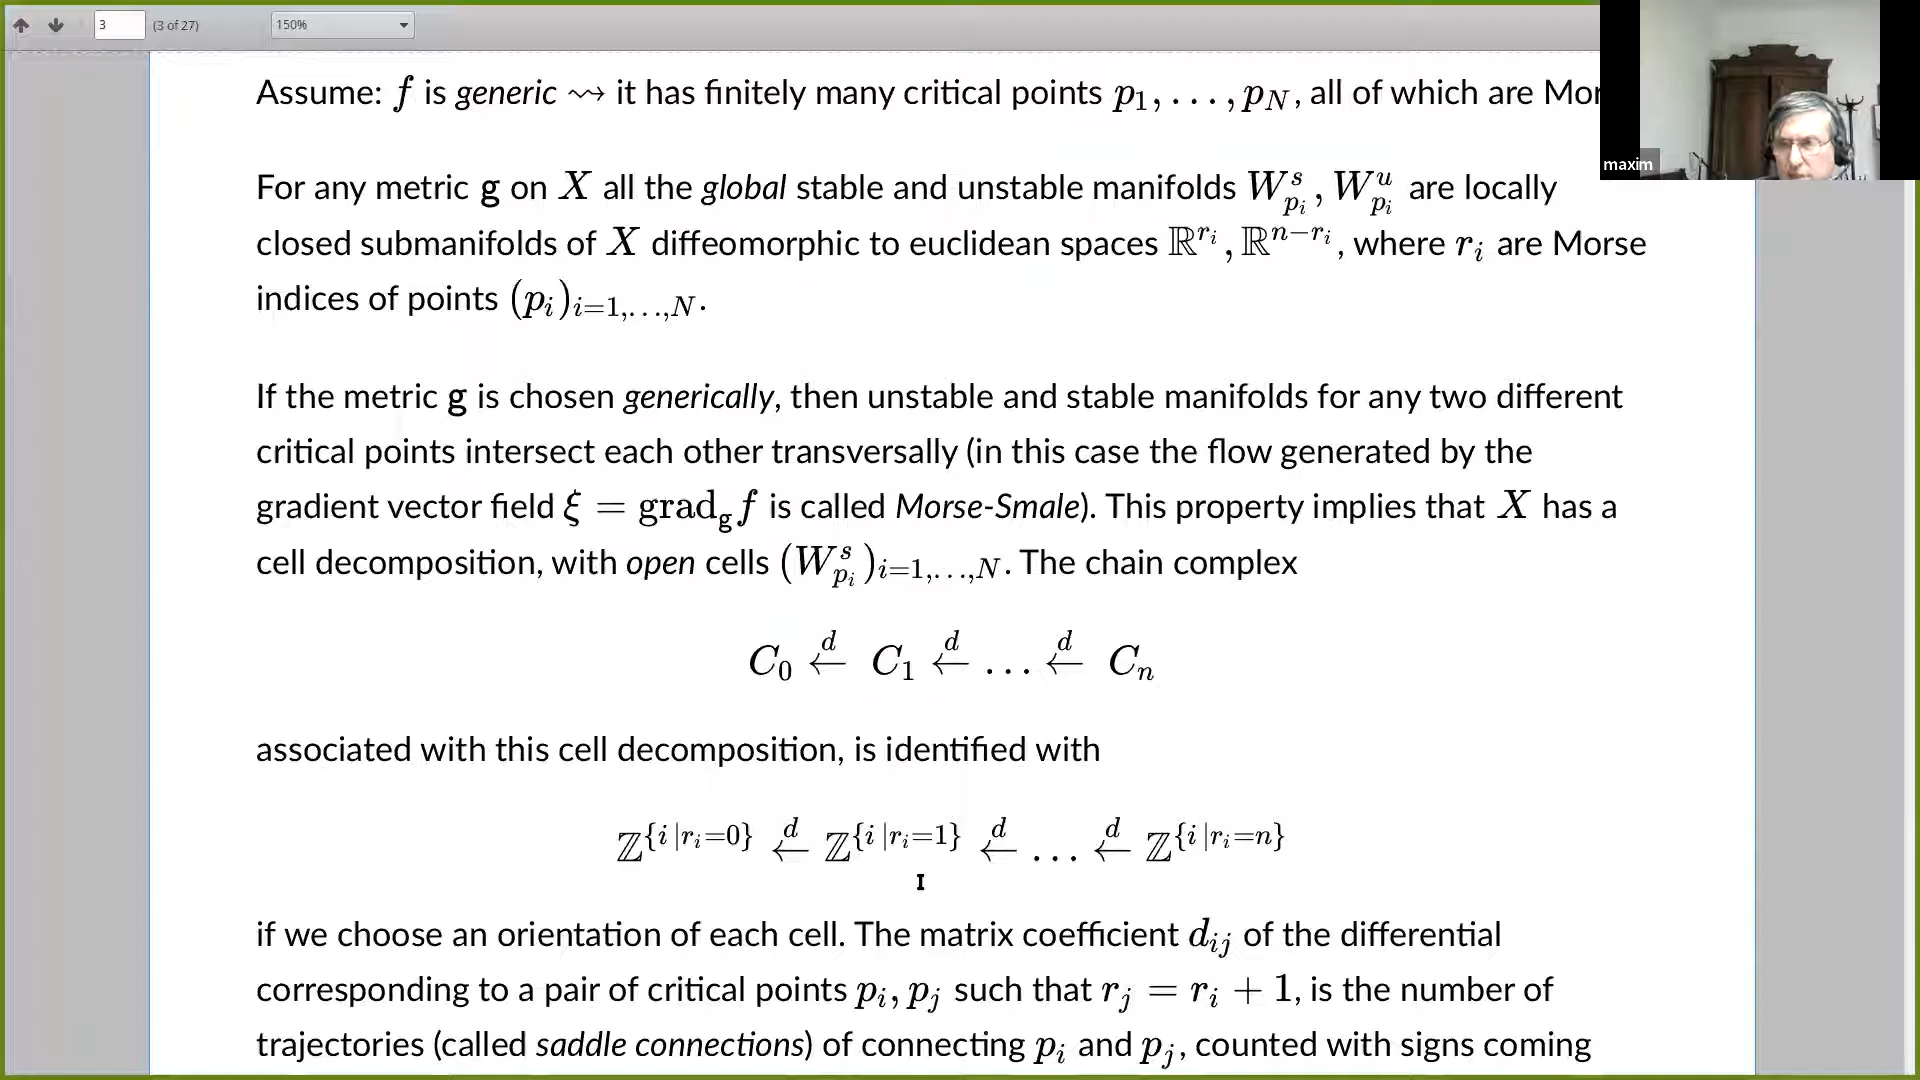 3 (3 of 27) 150%
Assume: f is generic ⇝ it has finitely many critical points p_1, . . . , p_N, all of which are
maxim
For any metric g on X all the global stable and unstable manifolds W^s_{p_i}, W^u_{p_i} are locally
closed submanifolds of X diffeomorphic to euclidean spaces ℝ^{r_i}, ℝ^{n−r_i}, where r_i are Morse
indices of points (p_i)_{i=1,...,N}.
If the metric g is chosen generically, then unstable and stable manifolds for any two different
critical points intersect each other transversally (in this case the flow generated by the
gradient vector field ξ = grad_g f is called Morse-Smale). This property implies that X has a
cell decomposition, with open cells (W^s_{p_i})_{i=1,...,N}. The chain complex
C_0 ←^d C_1 ←^d . . . ←^d C_n
associated with this cell decomposition, is identified with
ℤ^{{i |r_i=0}} ←^d ℤ^{{i |r_i=1}} ←^d . . . ←^d ℤ^{{i |r_i=n}}
if we choose an orientation of each cell. The matrix coefficient d_{ij} of the differential
corresponding to a pair of critical points p_i, p_j such that r_j = r_i + 1, is the number of
trajectories (called saddle connections) of connecting p_i and p_j, counted with signs coming